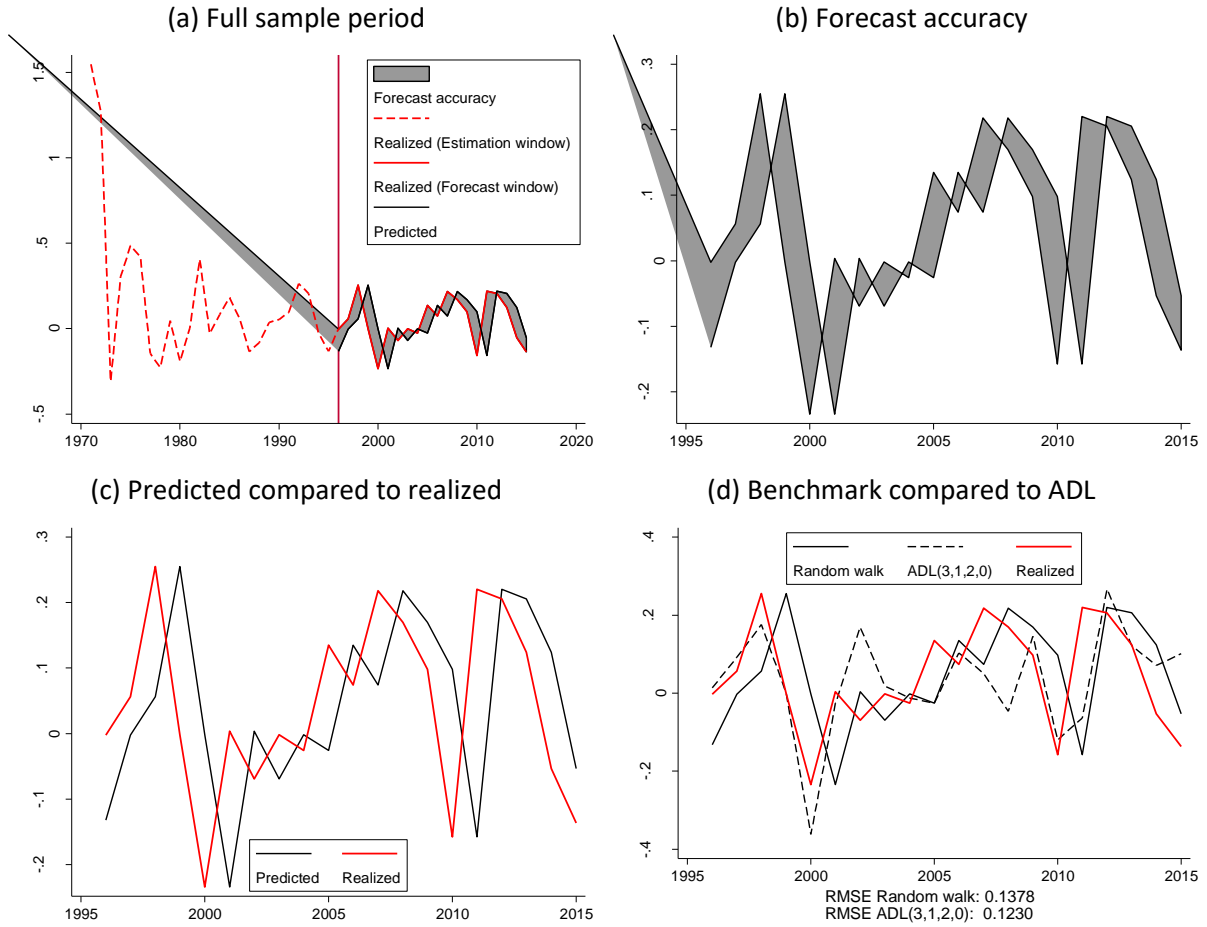 (a) Full sample period
1.5
1
.5
0
-.5
1970 1980 1990 2000 2010 2020
Forecast accuracy
Realized (Estimation window)
Realized (Forecast window)
Predicted
(b) Forecast accuracy
.3
.2
.1
0
-.1
-.2
1995 2000 2005 2010 2015
(c) Predicted compared to realized
.3
.2
.1
0
-.1
-.2
Predicted Realized
1995 2000 2005 2010 2015
(d) Benchmark compared to ADL
.4
.2
0
-.2
-.4
Random walk ADL(3,1,2,0) Realized
1995 2000 2005 2010 2015
RMSE Random walk: 0.1378
RMSE ADL(3,1,2,0): 0.1230